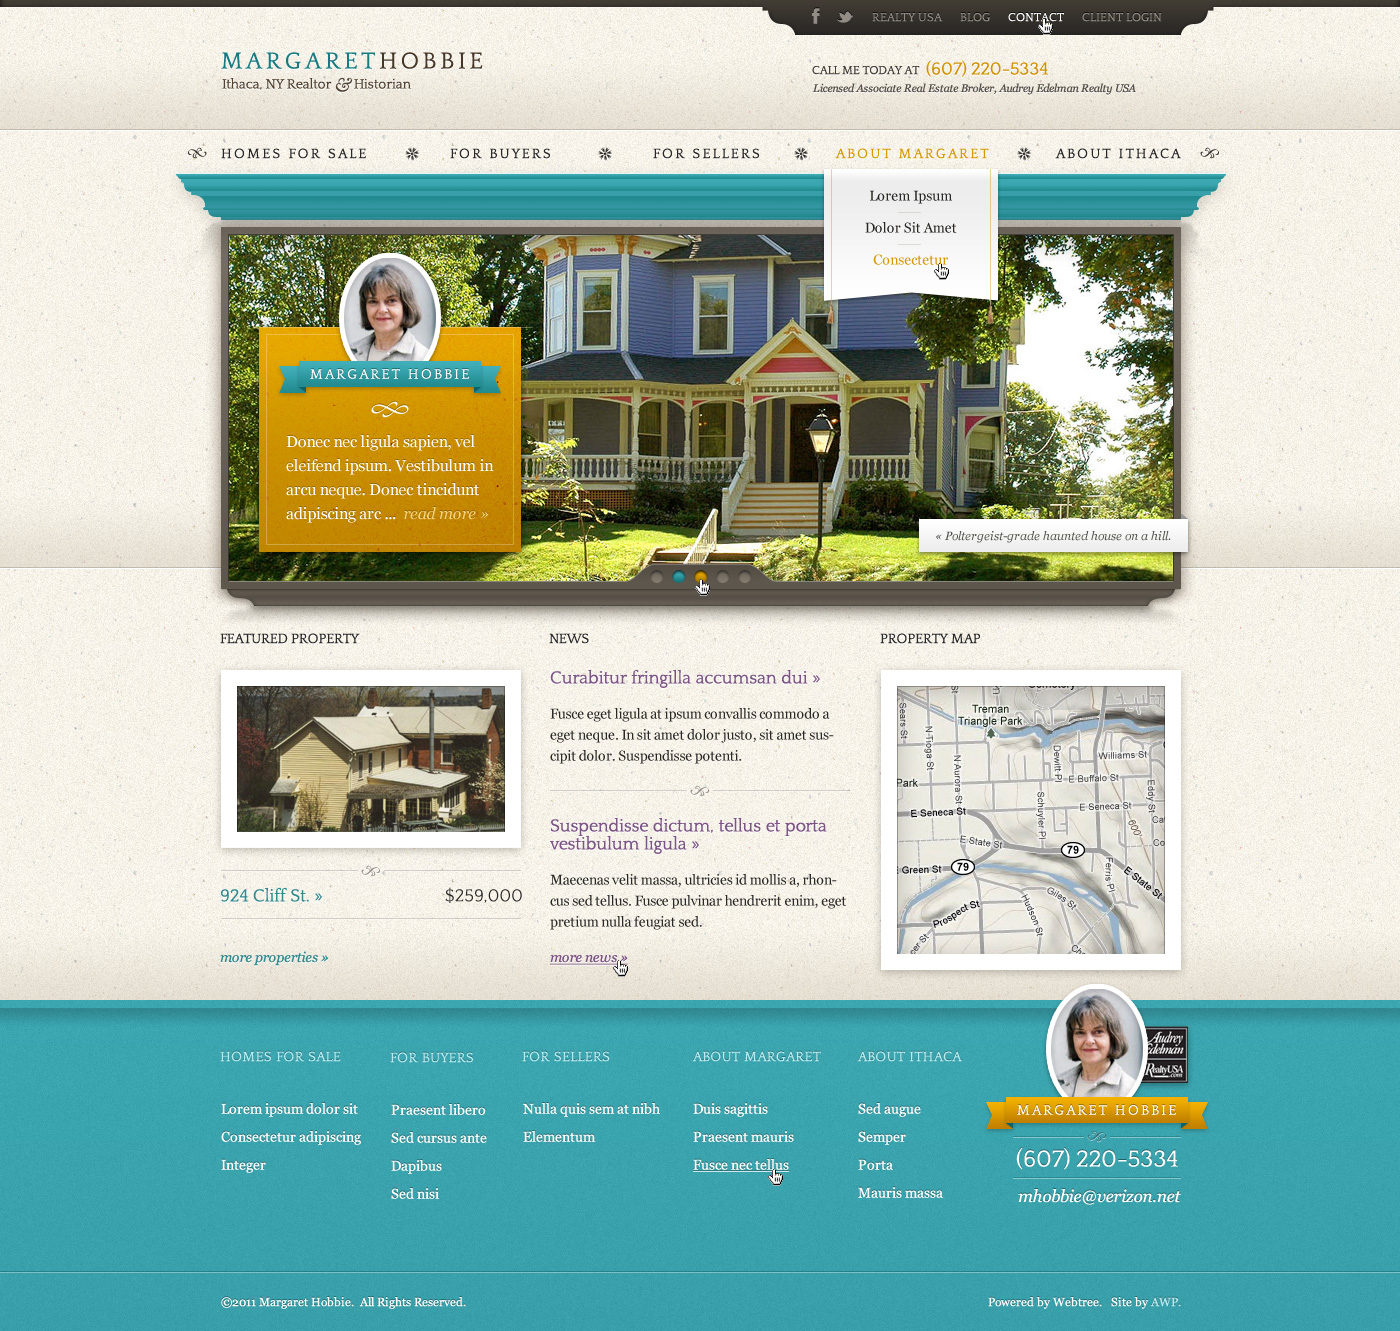 REALTY USA BLOG CONTACT CLIENT LOGIN
MARGARETHOBBIE
Ithaca, NY Realtor & Historian
CALL ME TODAY AT (607) 220-5334
Licensed Associate Real Estate Broker, Audrey Edelman Realty USA
HOMES FOR SALE FOR BUYERS FOR SELLERS ABOUT MARGARET ABOUT ITHACA
Lorem Ipsum
Dolor Sit Amet
Consectetur
MARGARET HOBBIE
Donec nec ligula sapien, vel
eleifend ipsum. Vestibulum in
arcu neque. Donec tincidunt
adipiscing arc ... read more »
« Poltergeist-grade haunted house on a hill.
FEATURED PROPERTY
924 Cliff St. » $259,000
more properties »
NEWS
Curabitur fringilla accumsan dui »
Fusce eget ligula at ipsum convallis commodo a
eget neque. In sit amet dolor justo, sit amet sus-
cipit dolor. Suspendisse potenti.
Suspendisse dictum, tellus et porta
vestibulum ligula »
Maecenas velit massa, ultricies id mollis a, rhon-
cus sed tellus. Fusce pulvinar hendrerit enim, eget
pretium nulla feugiat sed.
more news »
PROPERTY MAP
Cemetery
Sears St
Treman
Triangle Park
N Tioga St
Dewitt Pl
Williams St
Park
N Aurora St
E Buffalo St
Eddy St
E Seneca St
Schuyler Pl
E Seneca St
600'
Co
E State St
79
79
Green St
Ferris Pl
E State St
Giles St
Hudson St
Prospect St
cer St
Che
HOMES FOR SALE
Lorem ipsum dolor sit
Consectetur adipiscing
Integer
FOR BUYERS
Praesent libero
Sed cursus ante
Dapibus
Sed nisi
FOR SELLERS
Nulla quis sem at nibh
Elementum
ABOUT MARGARET
Duis sagittis
Praesent mauris
Fusce nec tellus
ABOUT ITHACA
Sed augue
Semper
Porta
Mauris massa
Audrey
Edelman
RealtyUSA
.com
MARGARET HOBBIE
(607) 220-5334
mhobbie@verizon.net
©2011 Margaret Hobbie. All Rights Reserved.
Powered by Webtree. Site by AWP.